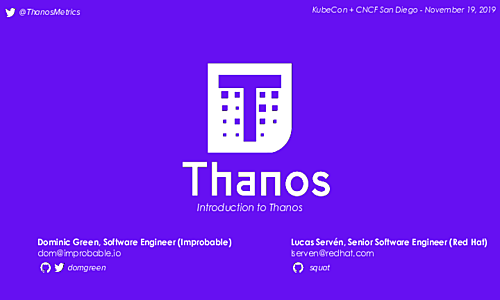 @ThanosMetrics
KubeCon + CNCF San Diego - November 19, 2019
Thanos
Introduction to Thanos
Dominic Green, Software Engineer (Improbable)
dom@improbable.io
domgreen
Lucas Servén, Senior Software Engineer (Red Hat)
lserven@redhat.com
squat